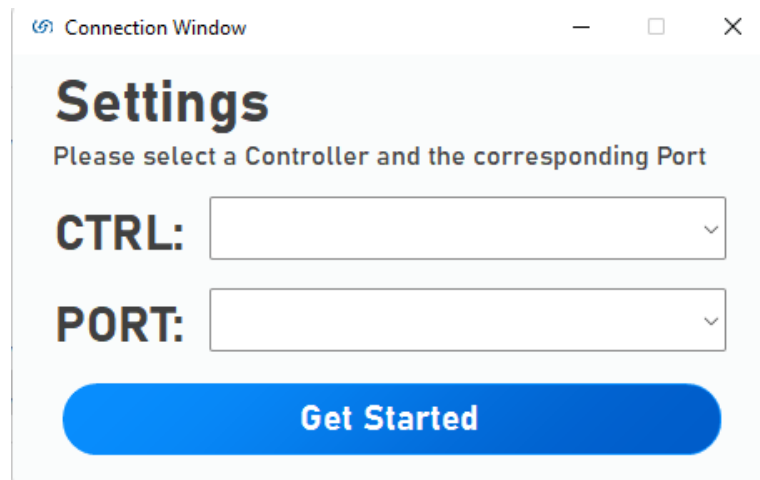 Connection Window
Settings
Please select a Controller and the corresponding Port
CTRL:
PORT:
Get Started